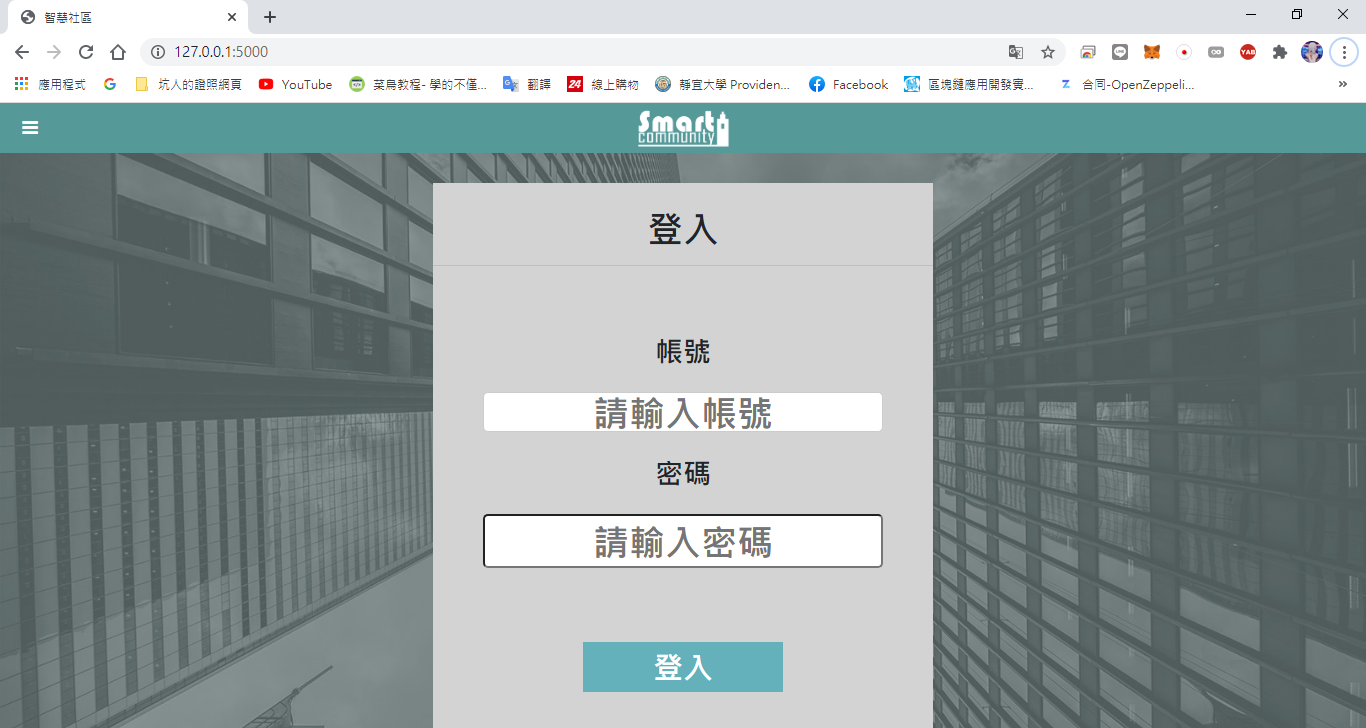 智慧社區
127.0.0.1:5000
應用程式
坑人的證照網頁
YouTube
菜鳥教程- 學的不僅...
翻譯
24
線上購物
靜宜大學 Providen...
Facebook
區塊鏈應用開發實...
合同-OpenZeppeli...
YAB
Smart
community
登入
帳號
請輸入帳號
密碼
請輸入密碼
登入